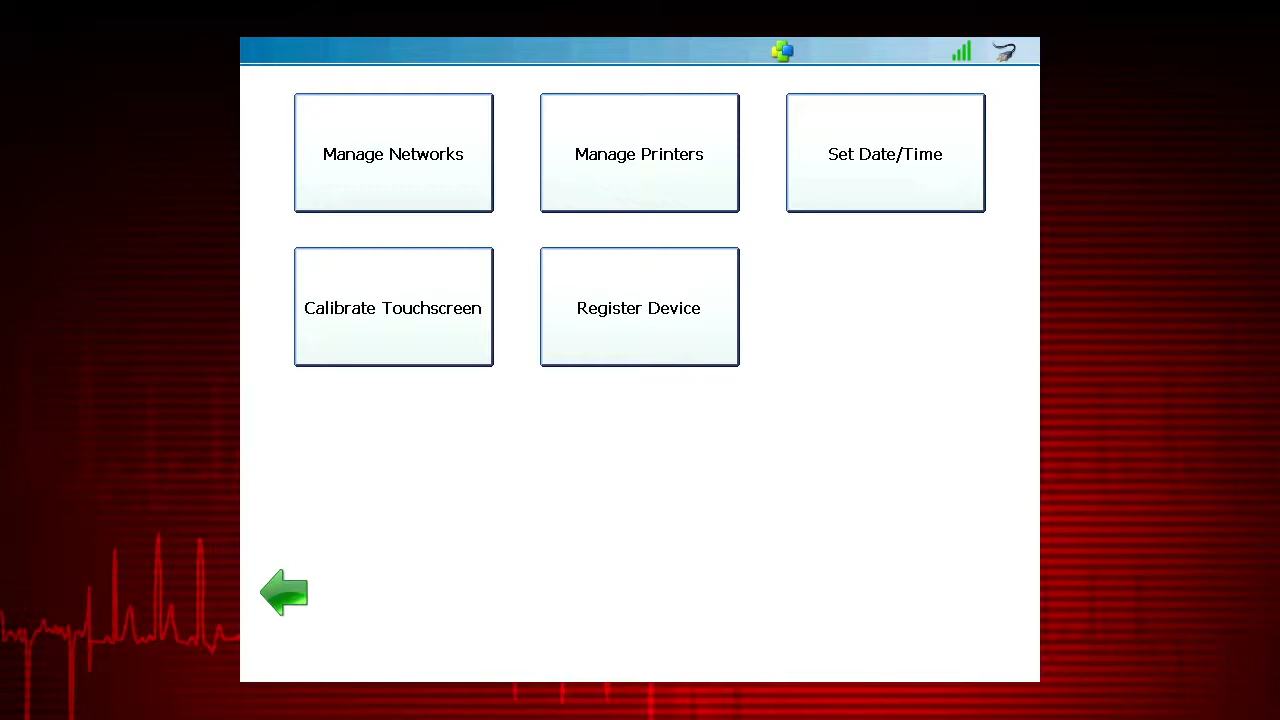 Manage Networks
Manage Printers
Set Date/Time
Calibrate Touchscreen
Register Device